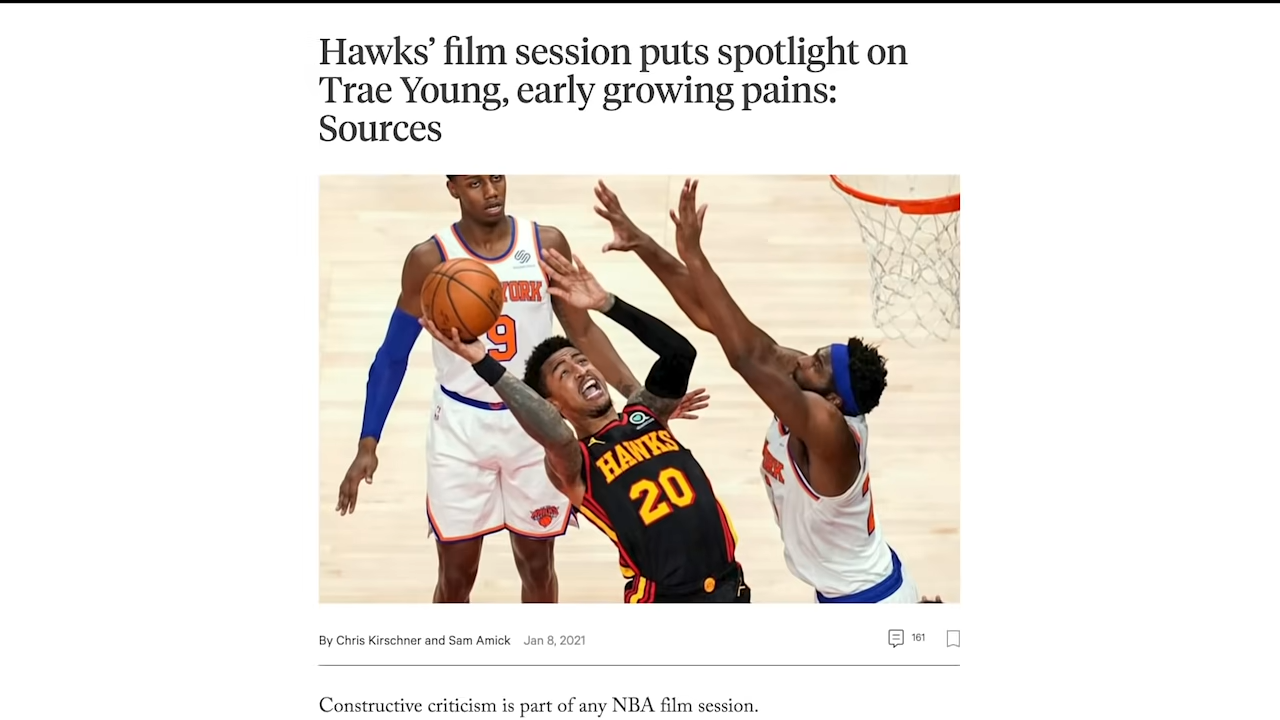 Hawks’ film session puts spotlight on
Trae Young, early growing pains:
Sources
YORK
9
HAWKS
20
By Chris Kirschner and Sam Amick Jan 8, 2021
161
Constructive criticism is part of any NBA film session.